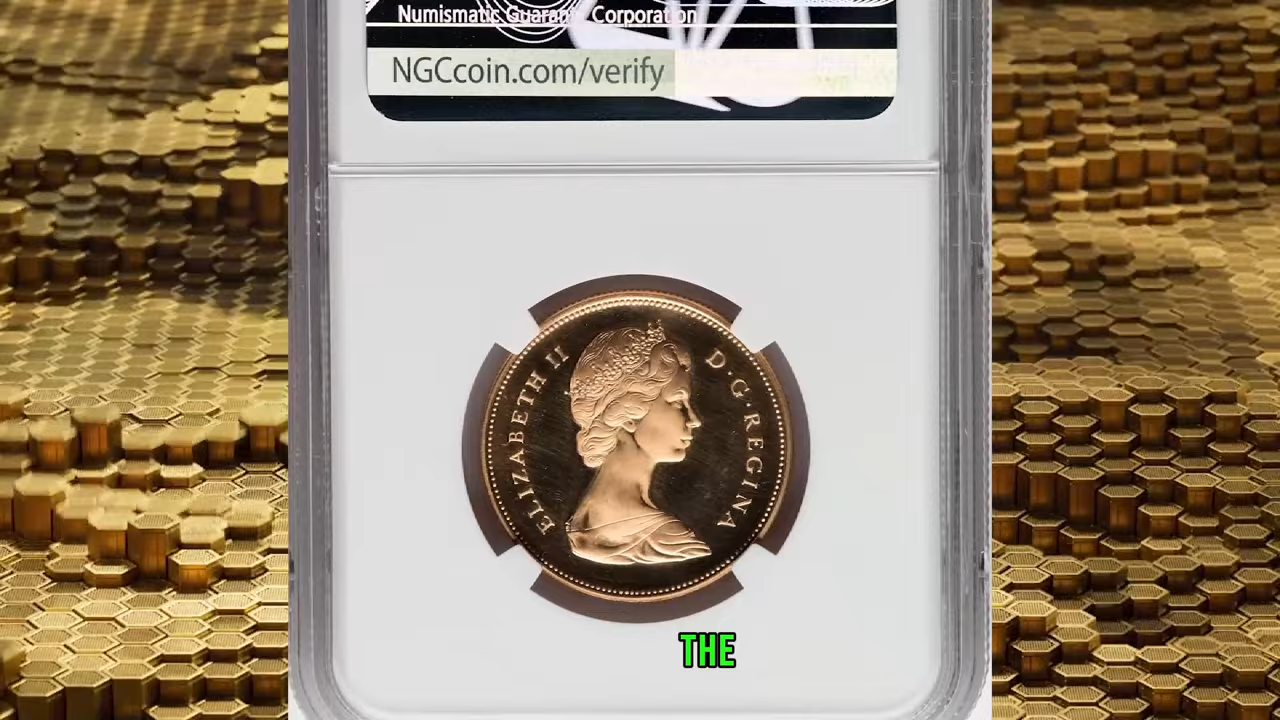 Numismatic Guaranty Corporation
NGCcoin.com/verify
ELIZABETH II D·G·REGINA
THE